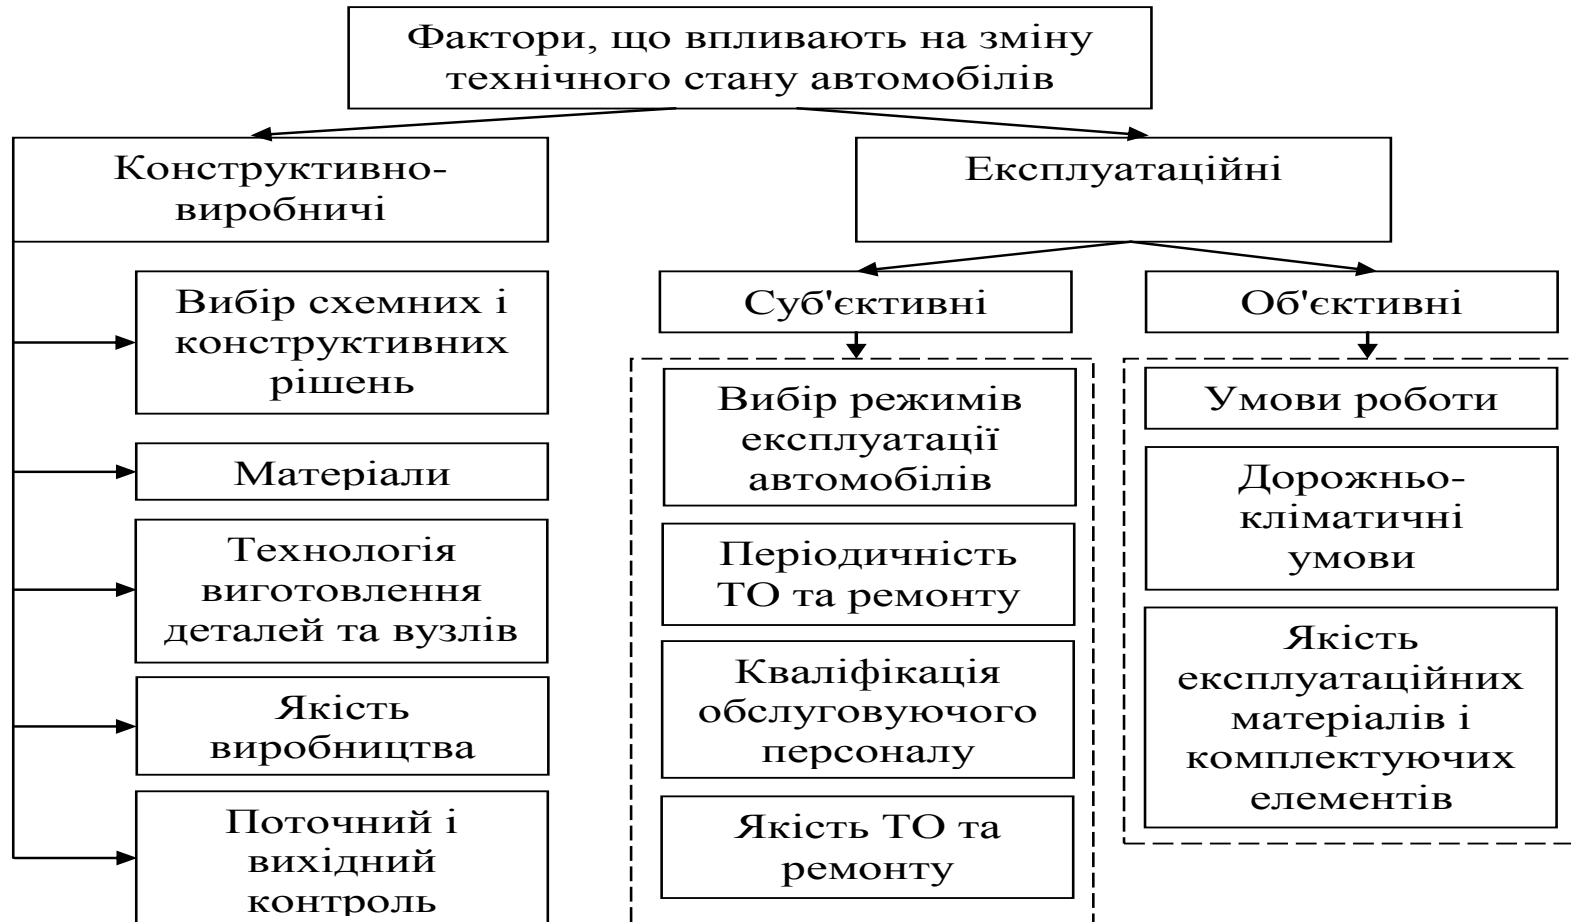 Фактори, що впливають на зміну
технічного стану автомобілів
Конструктивно-
виробничі
Вибір схемних і
конструктивних
рішень
Матеріали
Технологія
виготовлення
деталей та вузлів
Якість
виробництва
Поточний і
вихідний
контроль
Експлуатаційні
Суб'єктивні
Вибір режимів
експлуатації
автомобілів
Періодичність
ТО та ремонту
Кваліфікація
обслуговуючого
персоналу
Якість ТО та
ремонту
Об'єктивні
Умови роботи
Дорожньо-
кліматичні
умови
Якість
експлуатаційних
матеріалів і
комплектуючих
елементів